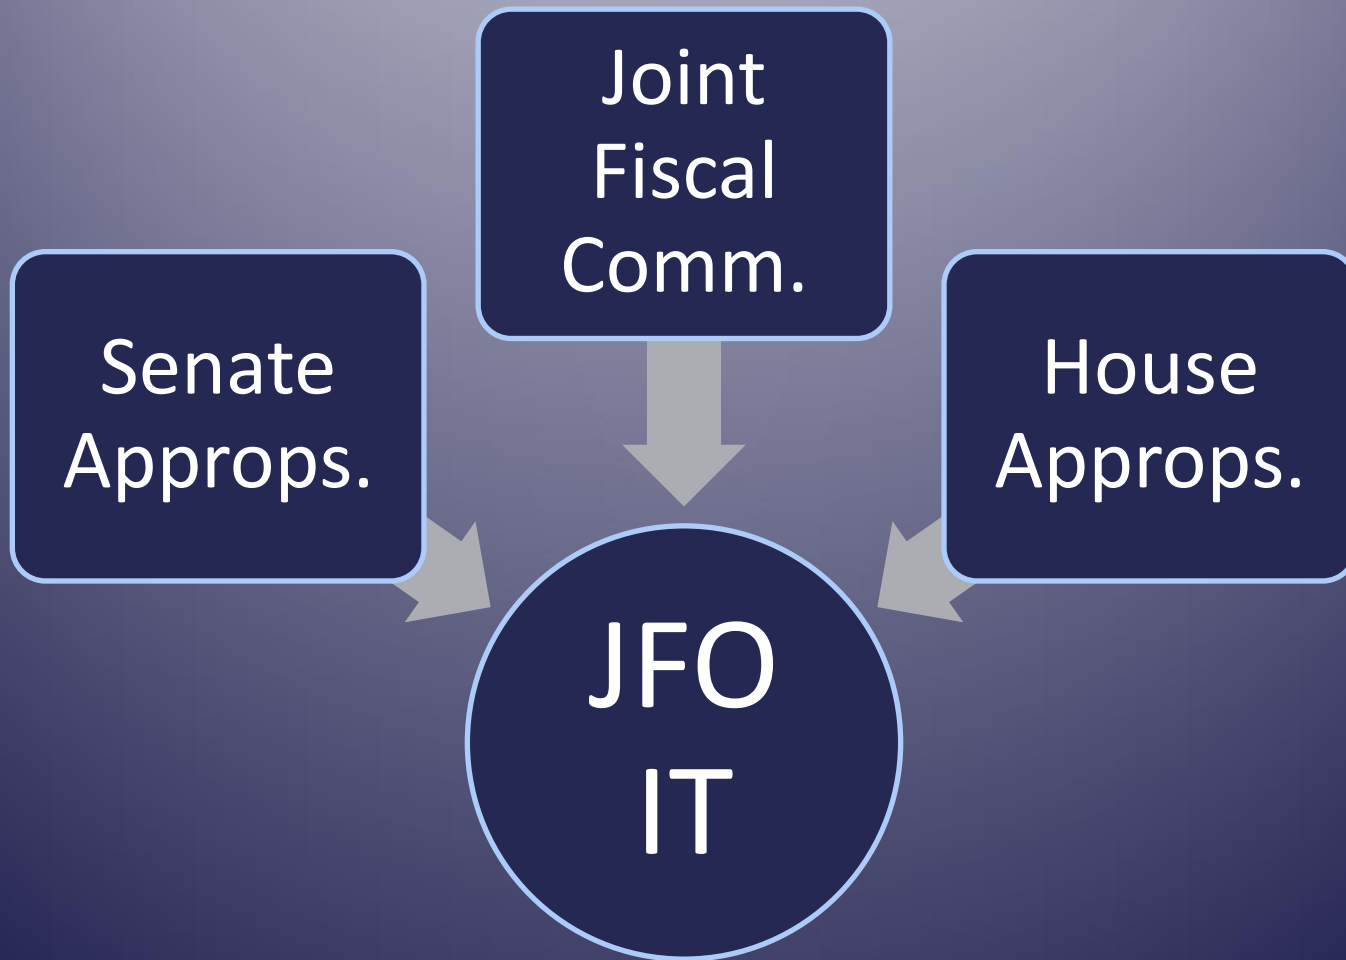 Joint
Fiscal
Comm.
Senate
Approps.
House
Approps.
JFO
IT